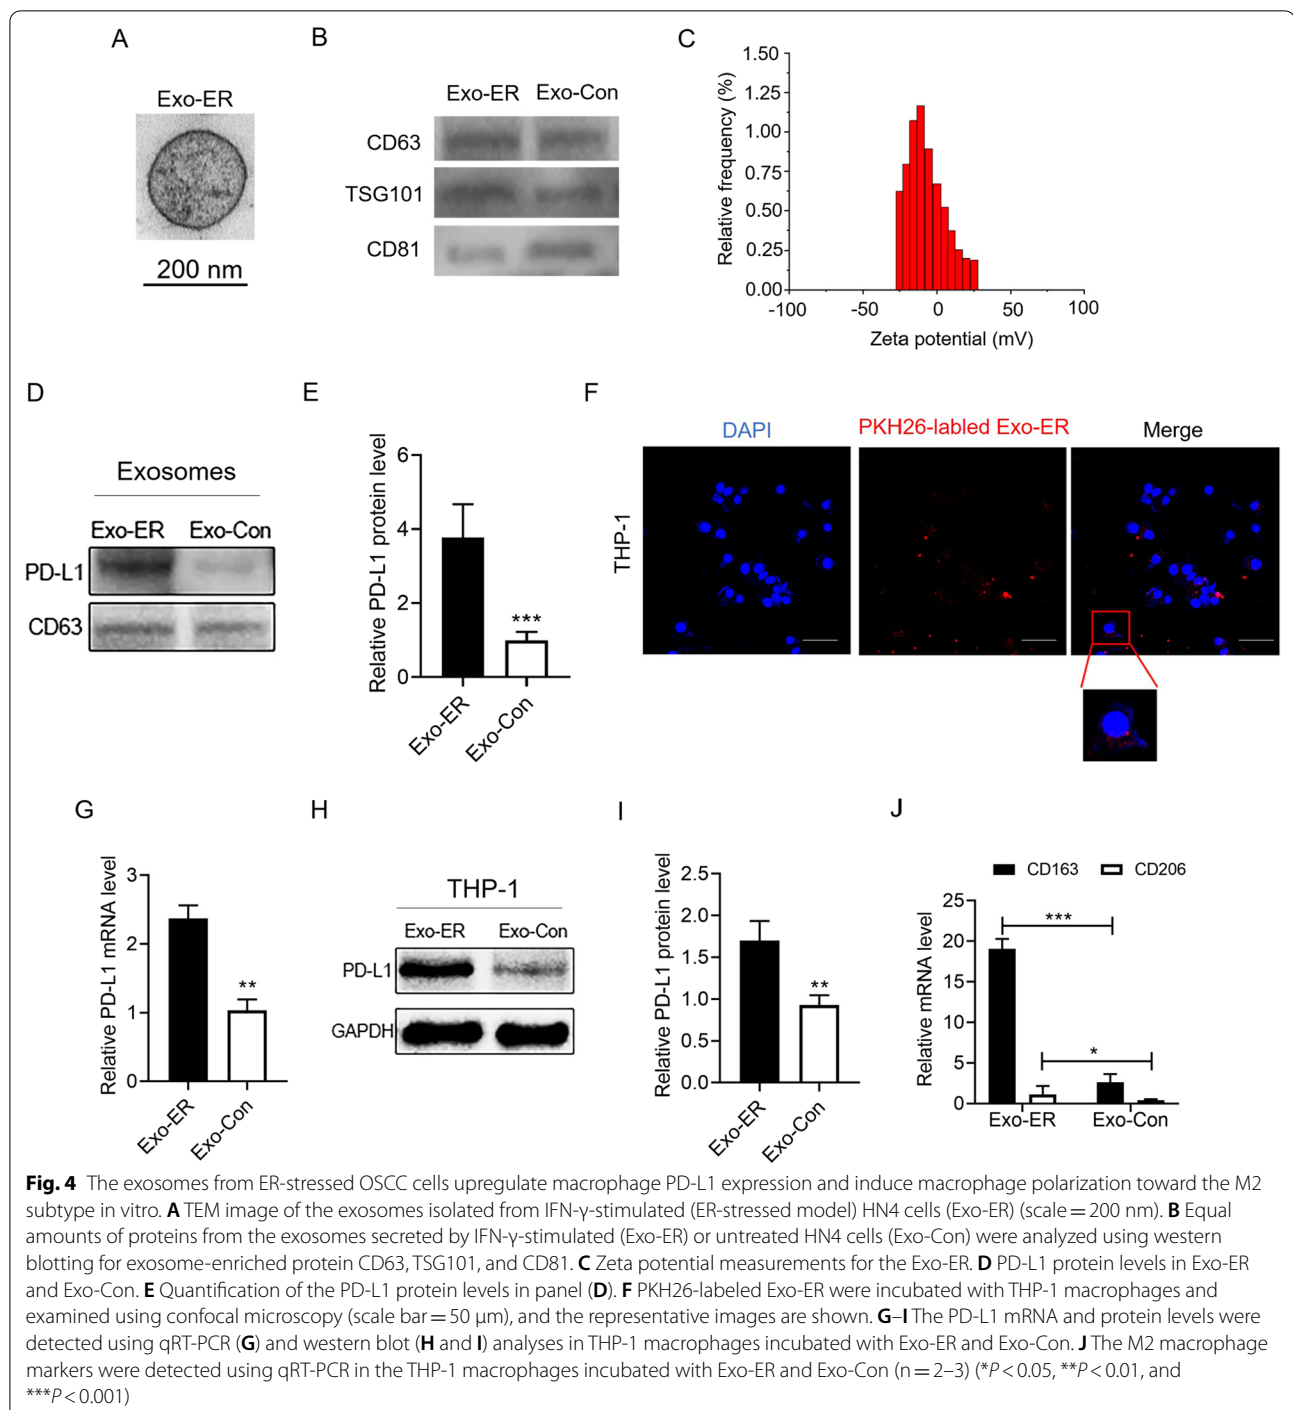 A
Exo-ER
200 nm
B
Exo-ER Exo-Con
CD63
TSG101
CD81
C
Relative frequency (%)
1.50
1.25
1.00
0.75
0.50
0.25
0.00
-100 -50 0 50 100
Zeta potential (mV)
D
Exosomes
Exo-ER Exo-Con
PD-L1
CD63
E
Relative PD-L1 protein level
6
4
2
0
***
Exo-ER
Exo-Con
F
DAPI PKH26-labled Exo-ER Merge
THP-1
G
Relative PD-L1 mRNA level
3
2
1
0
**
Exo-ER
Exo-Con
H
THP-1
Exo-ER Exo-Con
PD-L1
GAPDH
I
Relative PD-L1 protein level
2.5
2.0
1.5
1.0
0.5
0.0
**
Exo-ER
Exo-Con
J
CD163 CD206
Relative mRNA level
25
20
15
10
5
0
***
*
Exo-ER Exo-Con
Fig. 4 The exosomes from ER-stressed OSCC cells upregulate macrophage PD-L1 expression and induce macrophage polarization toward the M2
subtype in vitro. A TEM image of the exosomes isolated from IFN-γ-stimulated (ER-stressed model) HN4 cells (Exo-ER) (scale = 200 nm). B Equal
amounts of proteins from the exosomes secreted by IFN-γ-stimulated (Exo-ER) or untreated HN4 cells (Exo-Con) were analyzed using western
blotting for exosome-enriched protein CD63, TSG101, and CD81. C Zeta potential measurements for the Exo-ER. D PD-L1 protein levels in Exo-ER
and Exo-Con. E Quantification of the PD-L1 protein levels in panel (D). F PKH26-labeled Exo-ER were incubated with THP-1 macrophages and
examined using confocal microscopy (scale bar = 50 μm), and the representative images are shown. G–I The PD-L1 mRNA and protein levels were
detected using qRT-PCR (G) and western blot (H and I) analyses in THP-1 macrophages incubated with Exo-ER and Exo-Con. J The M2 macrophage
markers were detected using qRT-PCR in the THP-1 macrophages incubated with Exo-ER and Exo-Con (n = 2–3) (*P < 0.05, **P < 0.01, and
***P < 0.001)